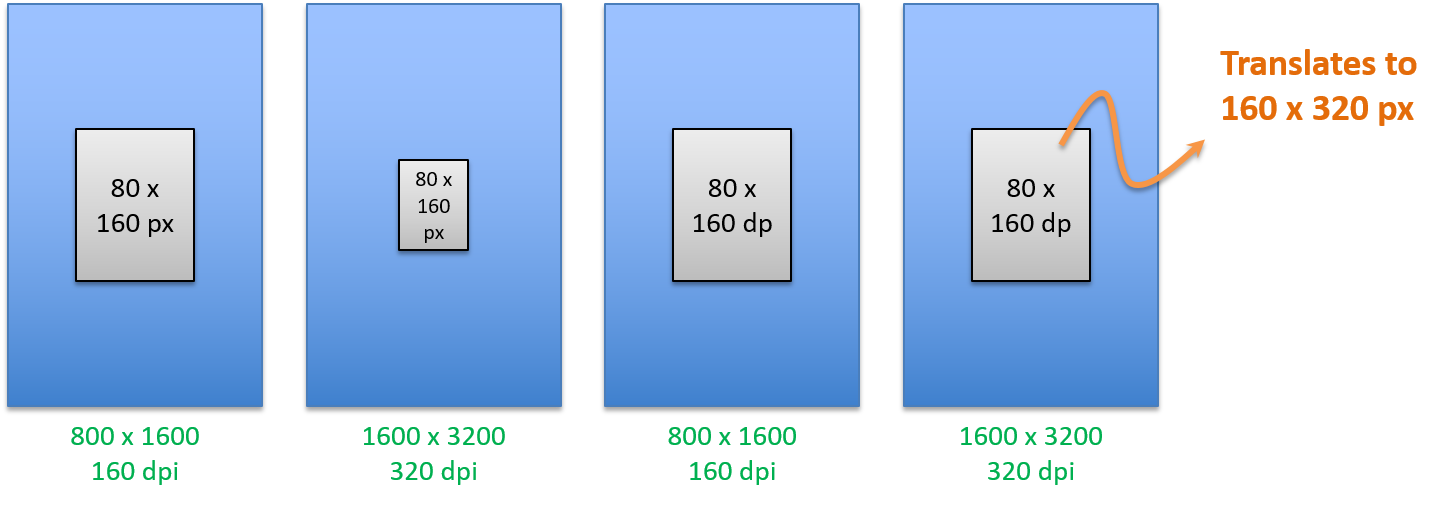 80 x
160 px
80 x
160
px
80 x
160 dp
80 x
160 dp
Translates to
160 x 320 px
800 x 1600
160 dpi
1600 x 3200
320 dpi
800 x 1600
160 dpi
1600 x 3200
320 dpi